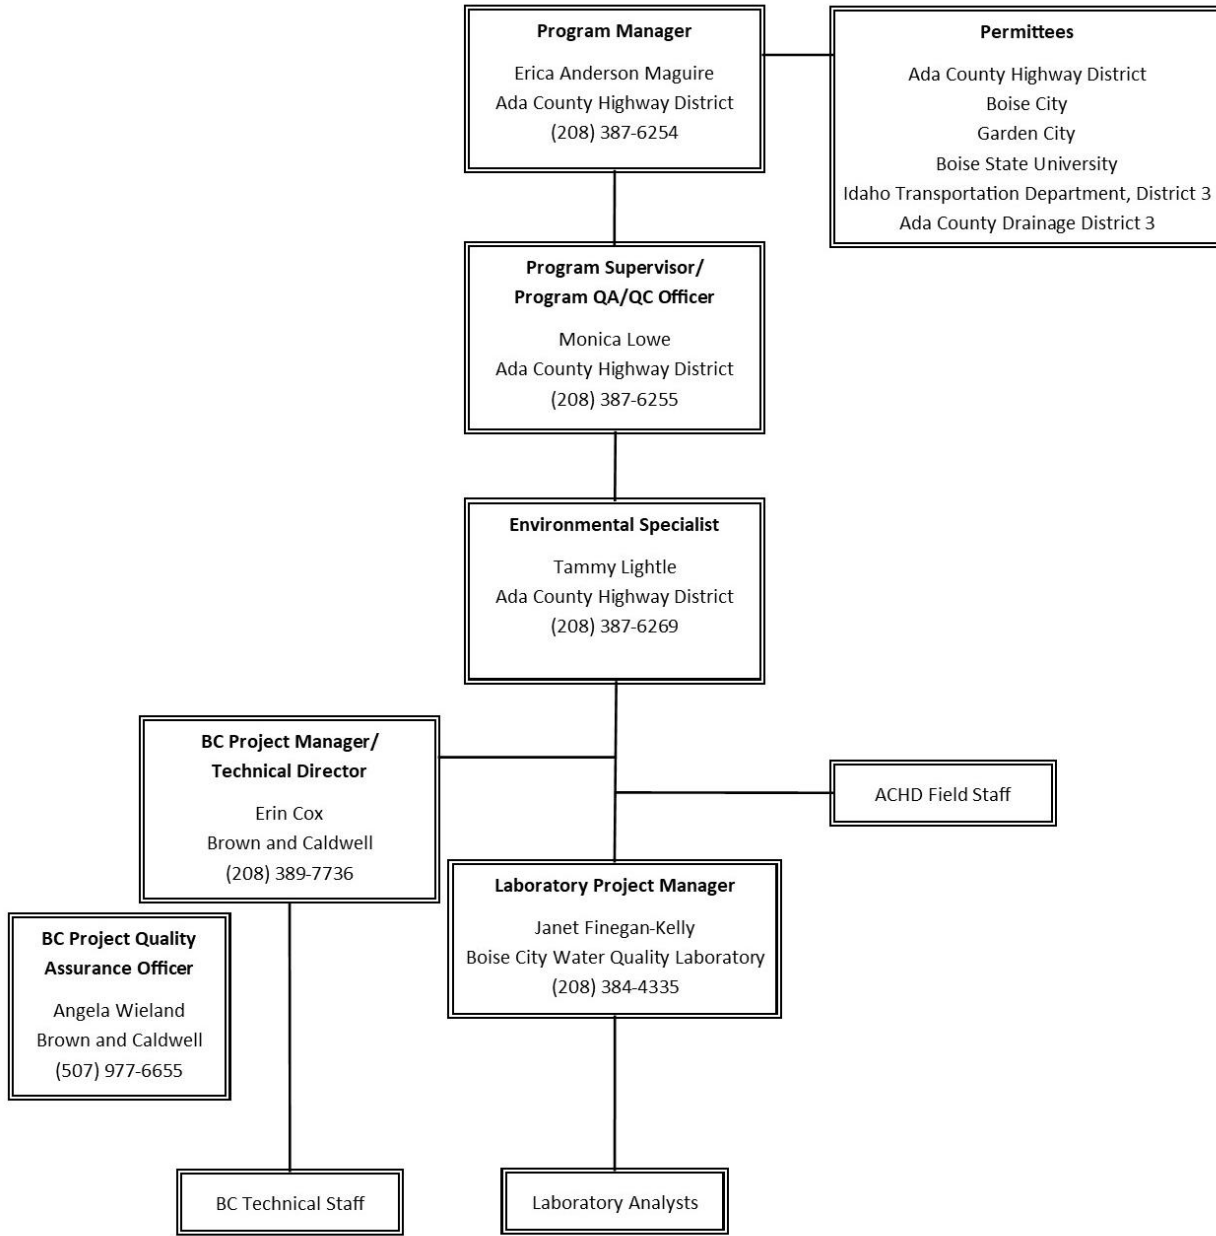 Program Manager
Erica Anderson Maguire
Ada County Highway District
(208) 387-6254
Permittees
Ada County Highway District
Boise City
Garden City
Boise State University
Idaho Transportation Department, District 3
Ada County Drainage District 3
Program Supervisor/
Program QA/QC Officer
Monica Lowe
Ada County Highway District
(208) 387-6255
Environmental Specialist
Tammy Lightle
Ada County Highway District
(208) 387-6269
BC Project Manager/
Technical Director
Erin Cox
Brown and Caldwell
(208) 389-7736
ACHD Field Staff
Laboratory Project Manager
Janet Finegan-Kelly
Boise City Water Quality Laboratory
(208) 384-4335
BC Project Quality
Assurance Officer
Angela Wieland
Brown and Caldwell
(507) 977-6655
BC Technical Staff
Laboratory Analysts